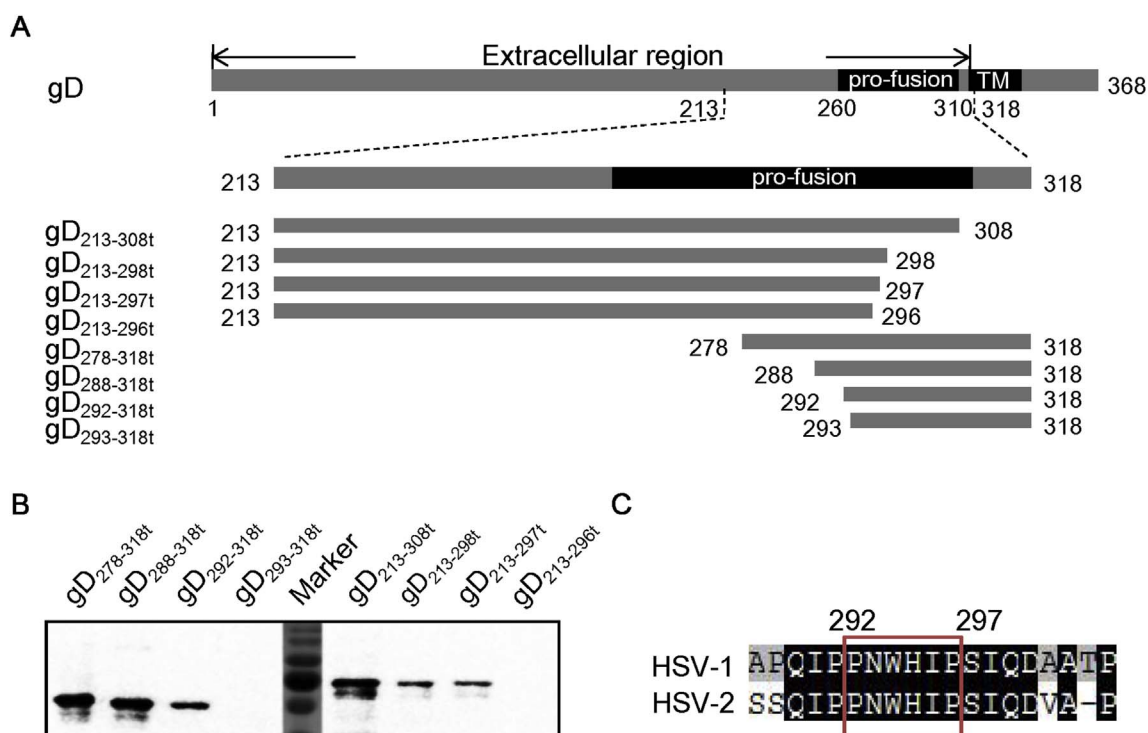 A
Extracellular region
gD
pro-fusion
TM
368
1
213
260
310
318
213
pro-fusion
318
gD213-308t
213
308
gD213-298t
213
298
gD213-297t
213
297
gD213-296t
213
296
gD278-318t
278
318
gD288-318t
288
318
gD292-318t
292
318
gD293-318t
293
318
B
gD278-318t
gD288-318t
gD292-318t
gD293-318t
Marker
gD213-308t
gD213-298t
gD213-297t
gD213-296t
C
292
297
HSV-1
APQIPPNWHIPSIQDAATP
HSV-2
SSQIPPNWHIPSIQDVA-P